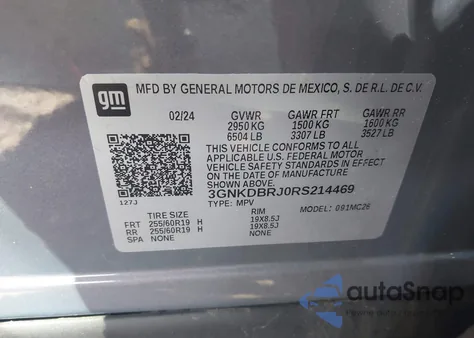 gm
MFD BY GENERAL MOTORS DE MEXICO, S. DE R.L. DE C.V.
02/24 GVWR GAWR FRT GAWR RR
2950 KG 1500 KG 1600 KG
6504 LB 3307 LB 3527 LB
THIS VEHICLE CONFORMS TO ALL
APPLICABLE U.S. FEDERAL MOTOR
VEHICLE SAFETY STANDARDS IN EFFECT
ON THE DATE OF MANUFACTURE
SHOWN ABOVE.
3GNKDBRJ0RS214469
127J TYPE: MPV MODEL: 091MC26
TIRE SIZE RIM
FRT 255/60R19 H 19X8.5J
RR 255/60R19 H 19X8.5J
SPA NONE NONE
autoSnap